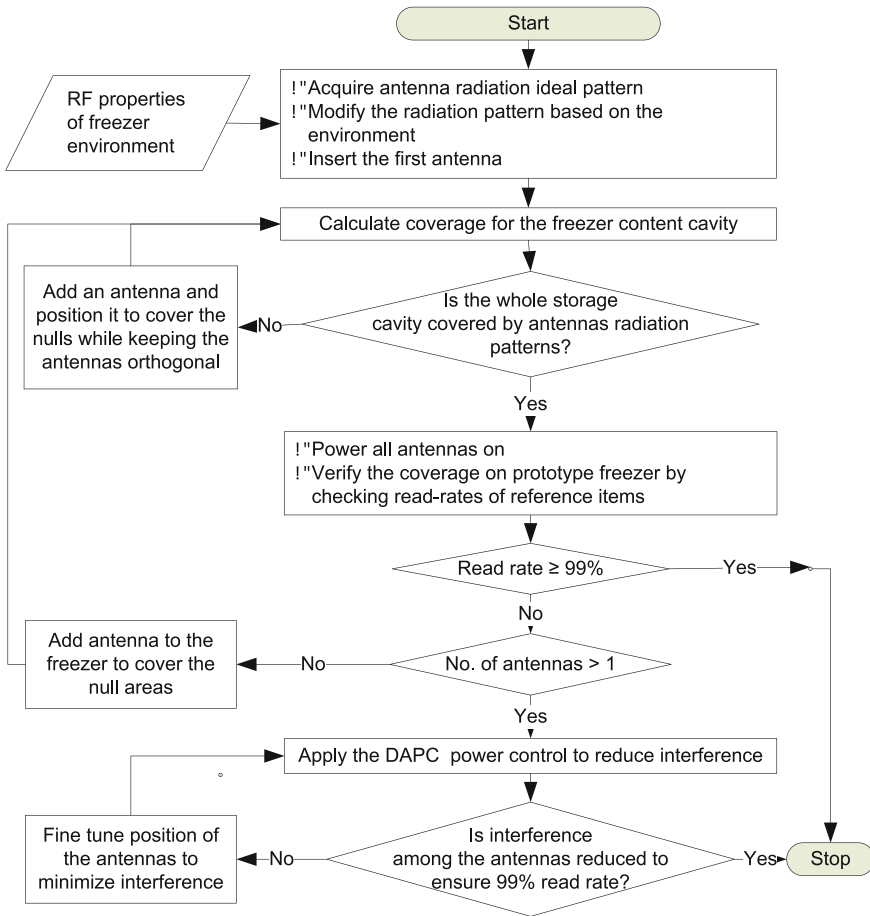 Start
RF properties
of freezer
environment
!"Acquire antenna radiation ideal pattern
!"Modify the radiation pattern based on the
environment
!"Insert the first antenna
Calculate coverage for the freezer content cavity
Add an antenna and
position it to cover the
nulls while keeping the
antennas orthogonal
No
Is the whole storage
cavity covered by antennas radiation
patterns?
Yes
!"Power all antennas on
!"Verify the coverage on prototype freezer by
checking read-rates of reference items
Read rate ≥ 99%
Yes
No
Add antenna to the
freezer to cover the
null areas
No
No. of antennas > 1
Yes
Apply the DAPC power control to reduce interference
Fine tune position of
the antennas to
minimize interference
No
Is interference
among the antennas reduced to
ensure 99% read rate?
Yes
Stop